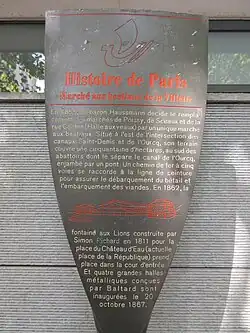 Histoire de Paris
Marché aux bestiaux de la Villette
En 1859, le baron Haussmann décide de remplacer
les marchés de Poissy, de Sceaux et de la
rue (Halle aux veaux) par un unique marché
aux bestiaux. Situé à l'est de l'intersection des
canaux Saint-Denis et de l'Ourcq, son terrain
couvre une cinquantaine d'hectares, au sud des
abattoirs dont le sépare le canal de l'Ourcq,
enjambé par un pont. Un chemin de fer à cinq
voies se raccorde à la ligne de ceinture
pour assurer le débarquement du bétail et
l'embarquement des viandes. En 1862, la
fontaine aux Lions construite par
Simon Girard en 1811 pour la
place du Château d'Eau (actuelle
place de la République) prend
place dans la cour d'entrée.
Et quatre grandes halles
métalliques conçues
par Baltard sont
inaugurées le 20
octobre 1867.